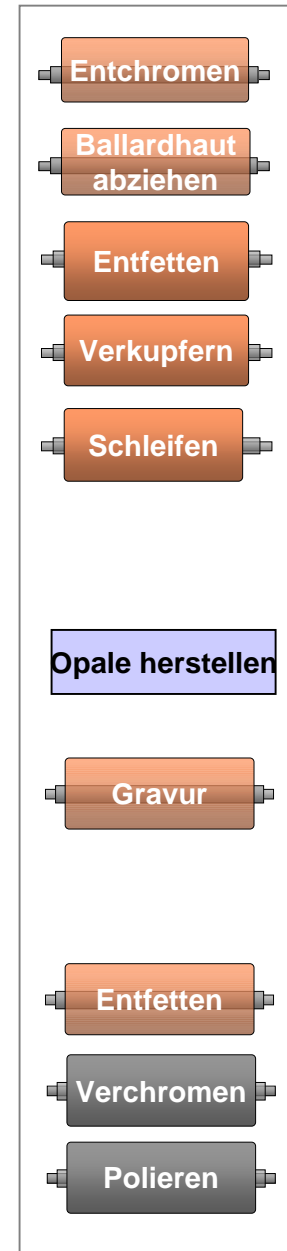 Entchromen
Ballardhaut
abziehen
Entfetten
Verkupfern
Schleifen
Opale herstellen
Gravur
Entfetten
Verchromen
Polieren